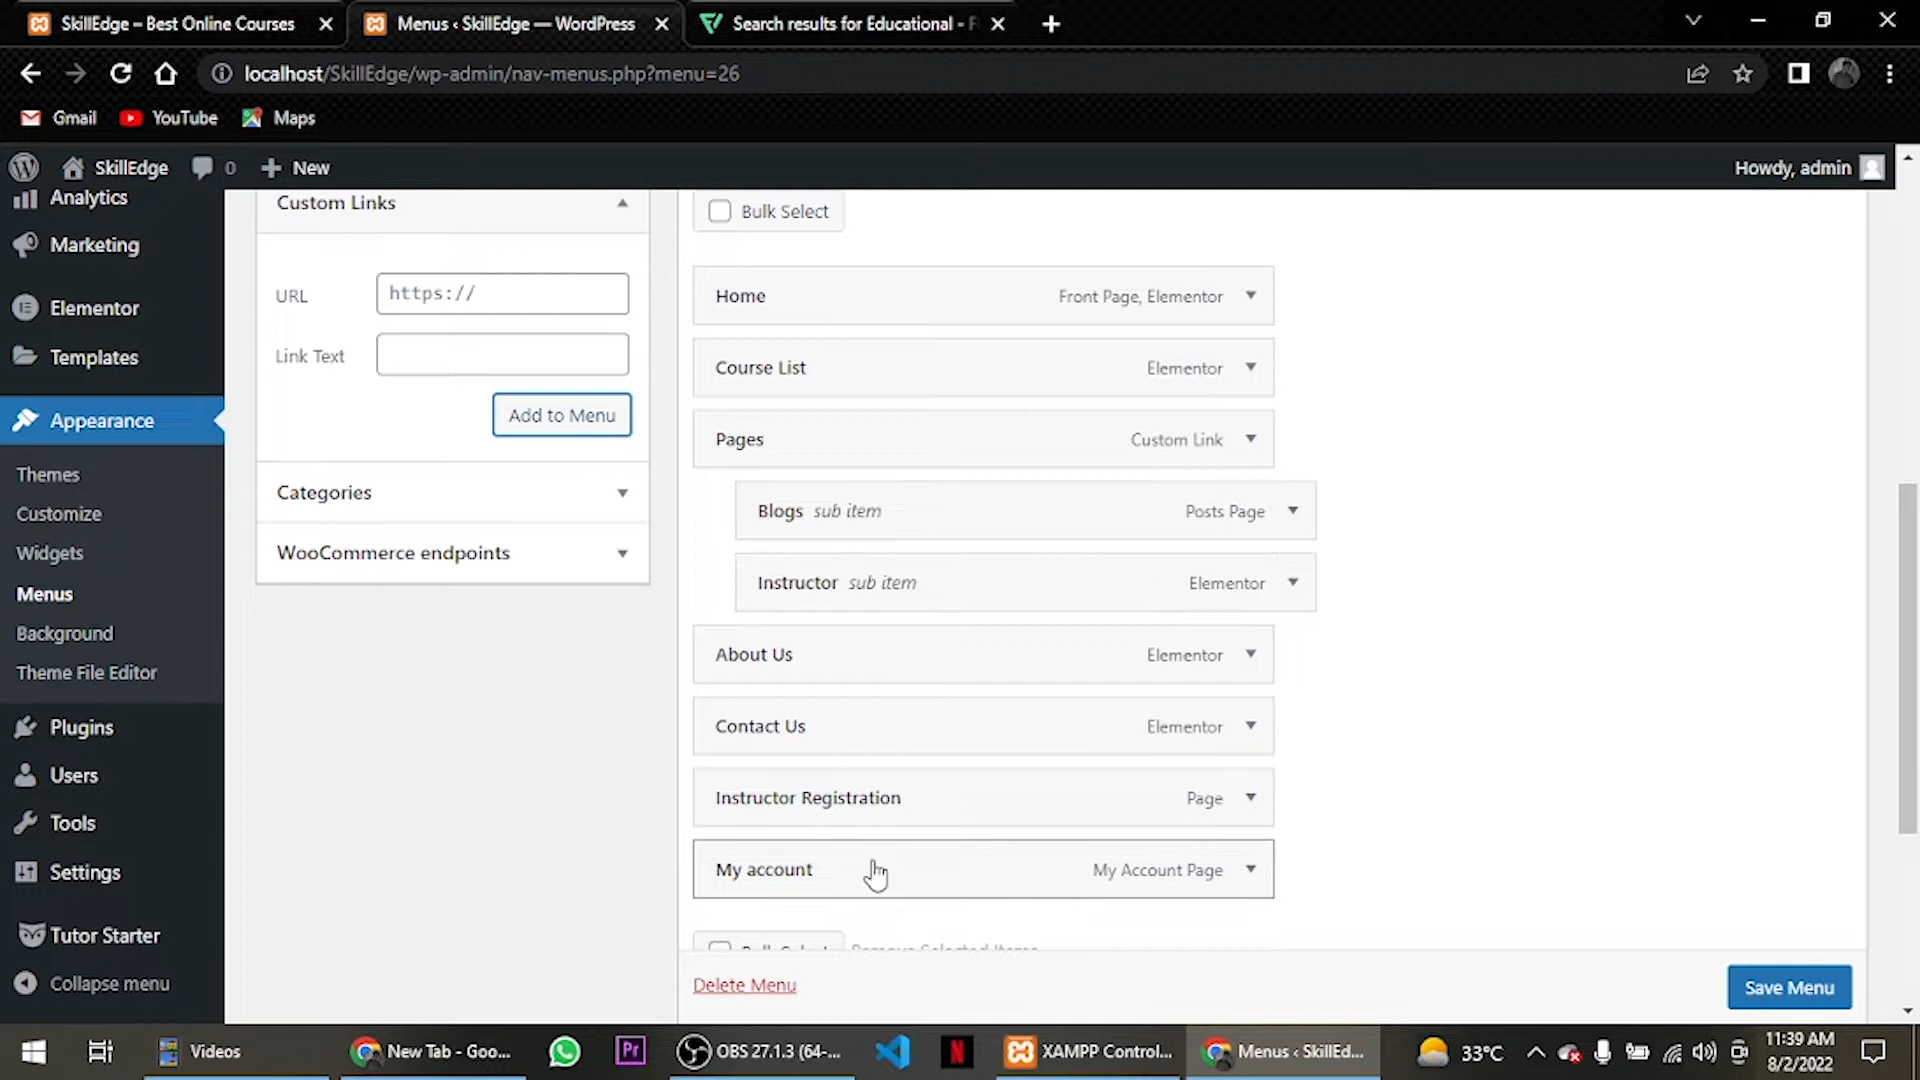 SkillEdge – Best Online Courses
Menus ‹ SkillEdge — WordPress
Search results for Educational - F
localhost/SkillEdge/wp-admin/nav-menus.php?menu=26
Gmail YouTube Maps
SkillEdge 0 New Howdy, admin
Analytics
Marketing
Elementor
Templates
Appearance
Themes
Customize
Widgets
Menus
Background
Theme File Editor
Plugins
Users
Tools
Settings
Tutor Starter
Collapse menu
Custom Links
URL https://
Link Text
Add to Menu
Categories
WooCommerce endpoints
Bulk Select
Home Front Page, Elementor
Course List Elementor
Pages Custom Link
Blogs sub item Posts Page
Instructor sub item Elementor
About Us Elementor
Contact Us Elementor
Instructor Registration Page
My account My Account Page
Bulk Select Remove Selected Items
Delete Menu Save Menu
Videos
New Tab - Goo...
Pr
OBS 27.1.3 (64-...
N
XAMPP Control...
Menus ‹ SkillEd...
33°C
11:39 AM
8/2/2022